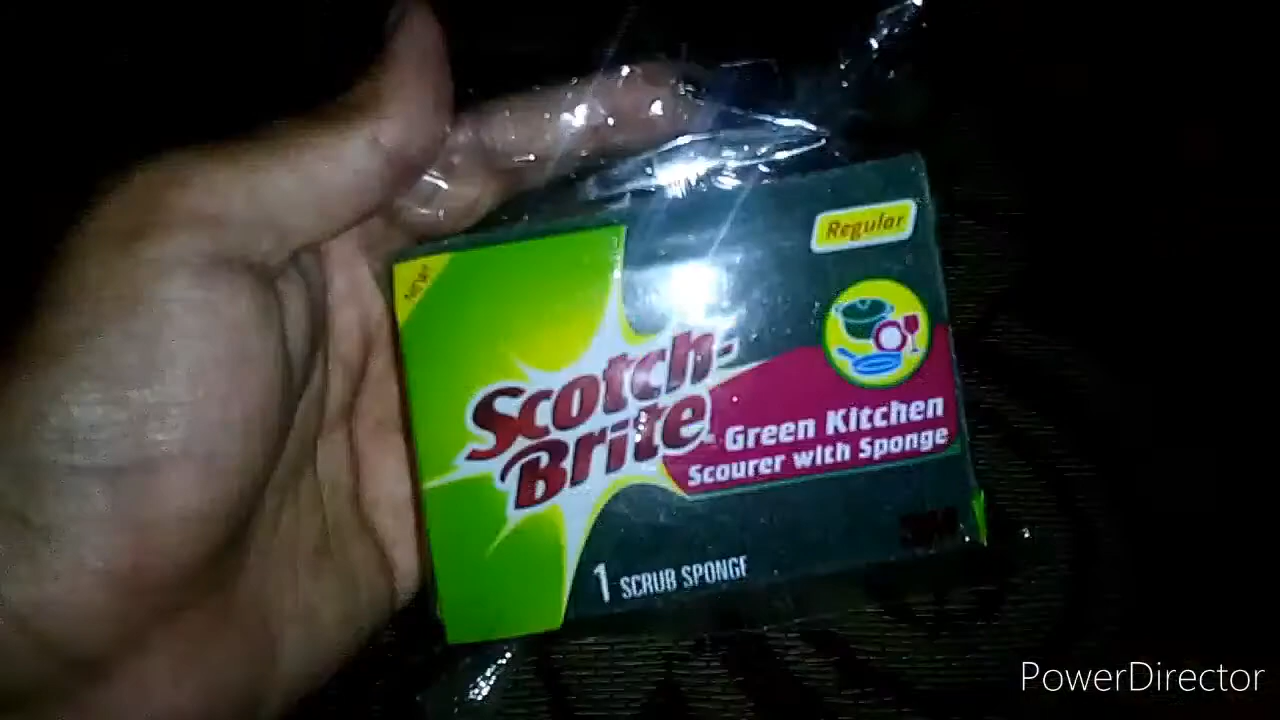 Regular
NEW!
Scotch-
Brite
Green Kitchen
Scourer with Sponge
3M
1 SCRUB SPONGE
PowerDirector